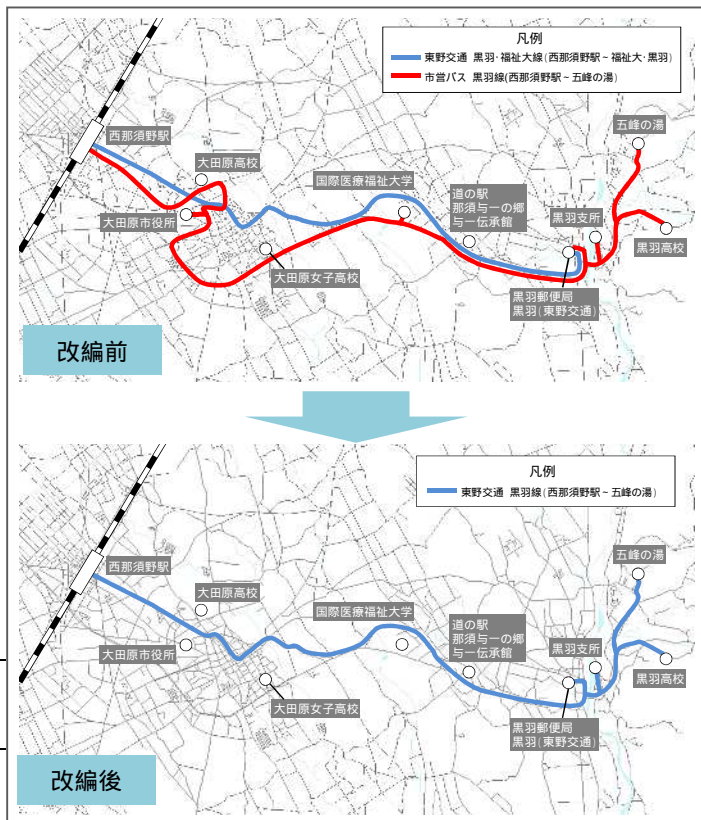 凡例
東野交通 黒羽・福祉大線(西那須野駅~福祉大・黒羽)
市営バス 黒羽線(西那須野駅~五峰の湯)
五峰の湯
西那須野駅
大田原高校
国際医療福祉大学
道の駅
那須与一の郷
与一伝承館
黒羽支所
大田原市役所
黒羽高校
大田原女子高校
黒羽郵便局
黒羽(東野交通)
改編前
凡例
東野交通 黒羽線(西那須野駅~五峰の湯)
五峰の湯
西那須野駅
大田原高校
国際医療福祉大学
道の駅
那須与一の郷
与一伝承館
黒羽支所
大田原市役所
黒羽高校
大田原女子高校
黒羽郵便局
黒羽(東野交通)
改編後